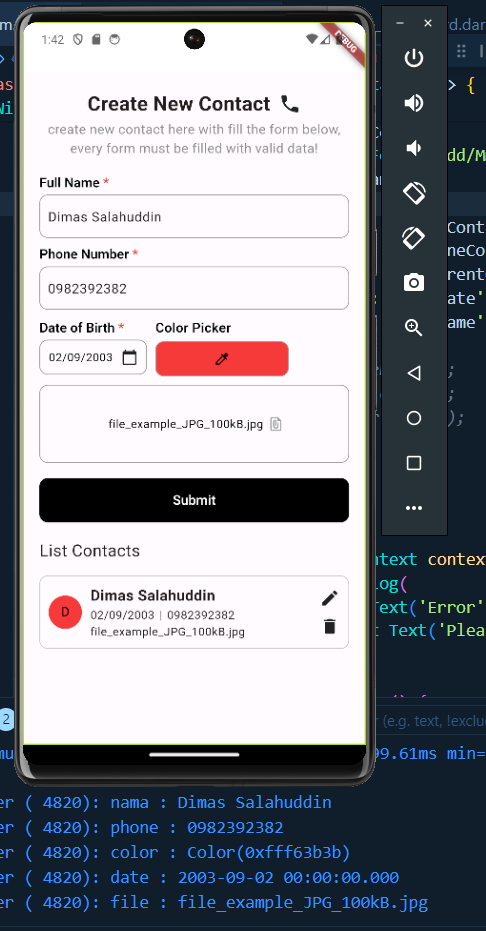 1:42
DEBUG
Create New Contact
create new contact here with fill the form below,
every form must be filled with valid data!
Full Name *
Dimas Salahuddin
Phone Number *
0982392382
Date of Birth *
Color Picker
02/09/2003
file_example_JPG_100kB.jpg
Submit
List Contacts
D
Dimas Salahuddin
02/09/2003 | 0982392382
file_example_JPG_100kB.jpg
rd.dar
> {
dd/M
Cont
neCo
rent
ate'
ame'
ntext contex
log(
Text('Error'
t Text('Plea
2
(e.g. text, !exclu
99.61ms min=
er ( 4820): nama : Dimas Salahuddin
er ( 4820): phone : 0982392382
er ( 4820): color : Color(0xfff63b3b)
er ( 4820): date : 2003-09-02 00:00:00.000
er ( 4820): file : file_example_JPG_100kB.jpg